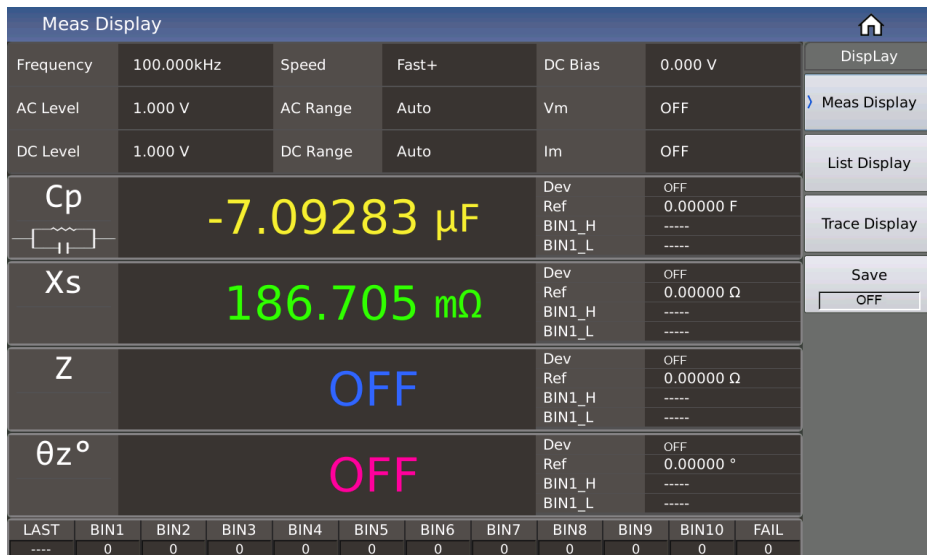 Meas Display
Frequency 100.000kHz Speed Fast+ DC Bias 0.000 V
AC Level 1.000 V AC Range Auto Vm OFF
DC Level 1.000 V DC Range Auto Im OFF
Cp -7.09283 µF
Dev OFF
Ref 0.00000 F
BIN1_H -----
BIN1_L -----
Xs 186.705 mΩ
Dev OFF
Ref 0.00000 Ω
BIN1_H -----
BIN1_L -----
Z OFF
Dev OFF
Ref 0.00000 Ω
BIN1_H -----
BIN1_L -----
θz° OFF
Dev OFF
Ref 0.00000 °
BIN1_H -----
BIN1_L -----
LAST BIN1 BIN2 BIN3 BIN4 BIN5 BIN6 BIN7 BIN8 BIN9 BIN10 FAIL
---- 0 0 0 0 0 0 0 0 0 0 0
DispLay
Meas Display
List Display
Trace Display
Save
OFF